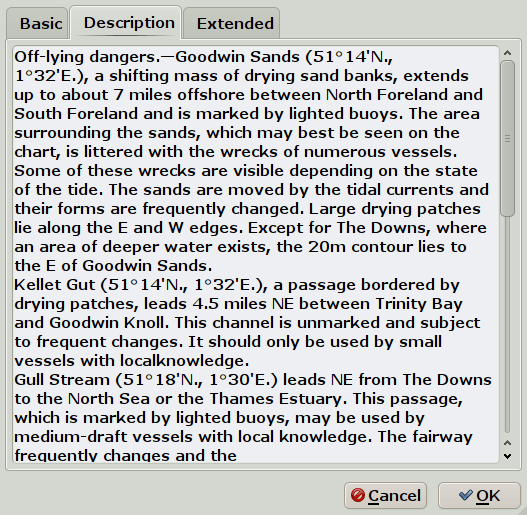 Basic Description Extended
Off-lying dangers.—Goodwin Sands (51°14'N.,
1°32'E.), a shifting mass of drying sand banks, extends
up to about 7 miles offshore between North Foreland and
South Foreland and is marked by lighted buoys. The area
surrounding the sands, which may best be seen on the
chart, is littered with the wrecks of numerous vessels.
Some of these wrecks are visible depending on the state
of the tide. The sands are moved by the tidal currents and
their forms are frequently changed. Large drying patches
lie along the E and W edges. Except for The Downs, where
an area of deeper water exists, the 20m contour lies to
the E of Goodwin Sands.
Kellet Gut (51°14'N., 1°32'E.), a passage bordered by
drying patches, leads 4.5 miles NE between Trinity Bay
and Goodwin Knoll. This channel is unmarked and subject
to frequent changes. It should only be used by small
vessels with localknowledge.
Gull Stream (51°18'N., 1°30'E.) leads NE from The Downs
to the North Sea or the Thames Estuary. This passage,
which is marked by lighted buoys, may be used by
medium-draft vessels with local knowledge. The fairway
frequently changes and the
Cancel OK